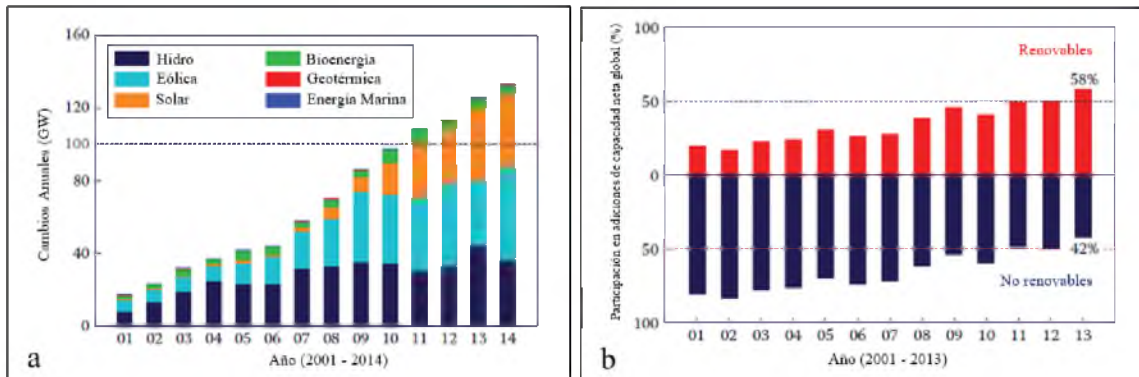 160
120
100
80
40
0
Cambios Anuales (GW)
Hidro
Eólica
Solar
Bioenergía
Geotérmica
Energía Marina
01 02 03 04 05 06 07 08 09 10 11 12 13 14
Año (2001 - 2014)
a
100
50
0
50
100
Participación en adiciones de capacidad neta global (%)
Renovables
58%
42%
No renovables
01 02 03 04 05 06 07 08 09 10 11 12 13
Año (2001 - 2013)
b